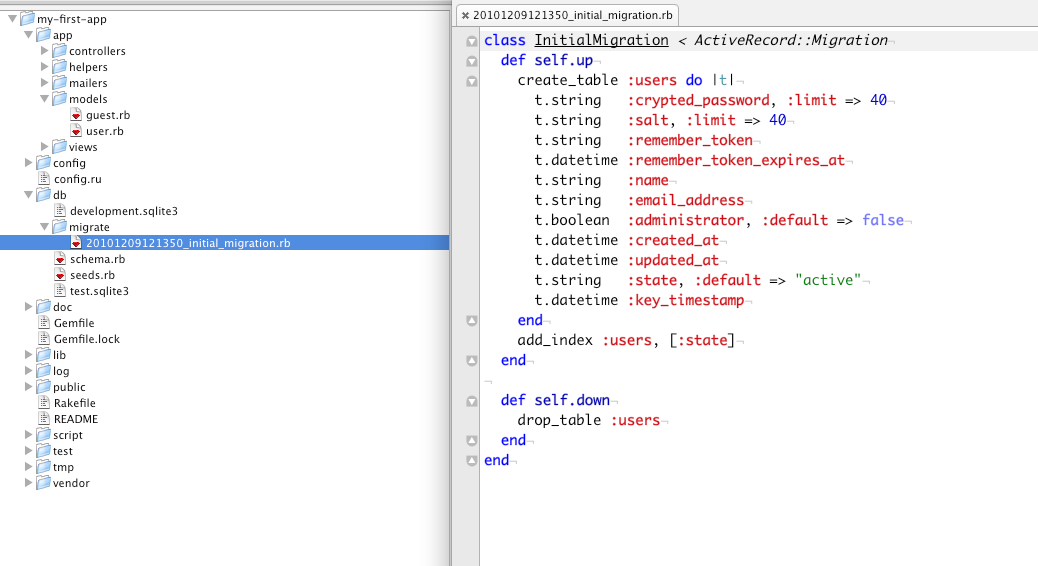 my-first-app
app
controllers
helpers
mailers
models
guest.rb
user.rb
views
config
config.ru
db
development.sqlite3
migrate
20101209121350_initial_migration.rb
schema.rb
seeds.rb
test.sqlite3
doc
Gemfile
Gemfile.lock
lib
log
public
Rakefile
README
script
test
tmp
vendor
20101209121350_initial_migration.rb
class InitialMigration < ActiveRecord::Migration¬
  def self.up¬
    create_table :users do |t|¬
      t.string   :crypted_password, :limit => 40¬
      t.string   :salt, :limit => 40¬
      t.string   :remember_token¬
      t.datetime :remember_token_expires_at¬
      t.string   :name¬
      t.string   :email_address¬
      t.boolean  :administrator, :default => false¬
      t.datetime :created_at¬
      t.datetime :updated_at¬
      t.string   :state, :default => "active"¬
      t.datetime :key_timestamp¬
    end¬
    add_index :users, [:state]¬
  end¬
¬
  def self.down¬
    drop_table :users¬
  end¬
end¬